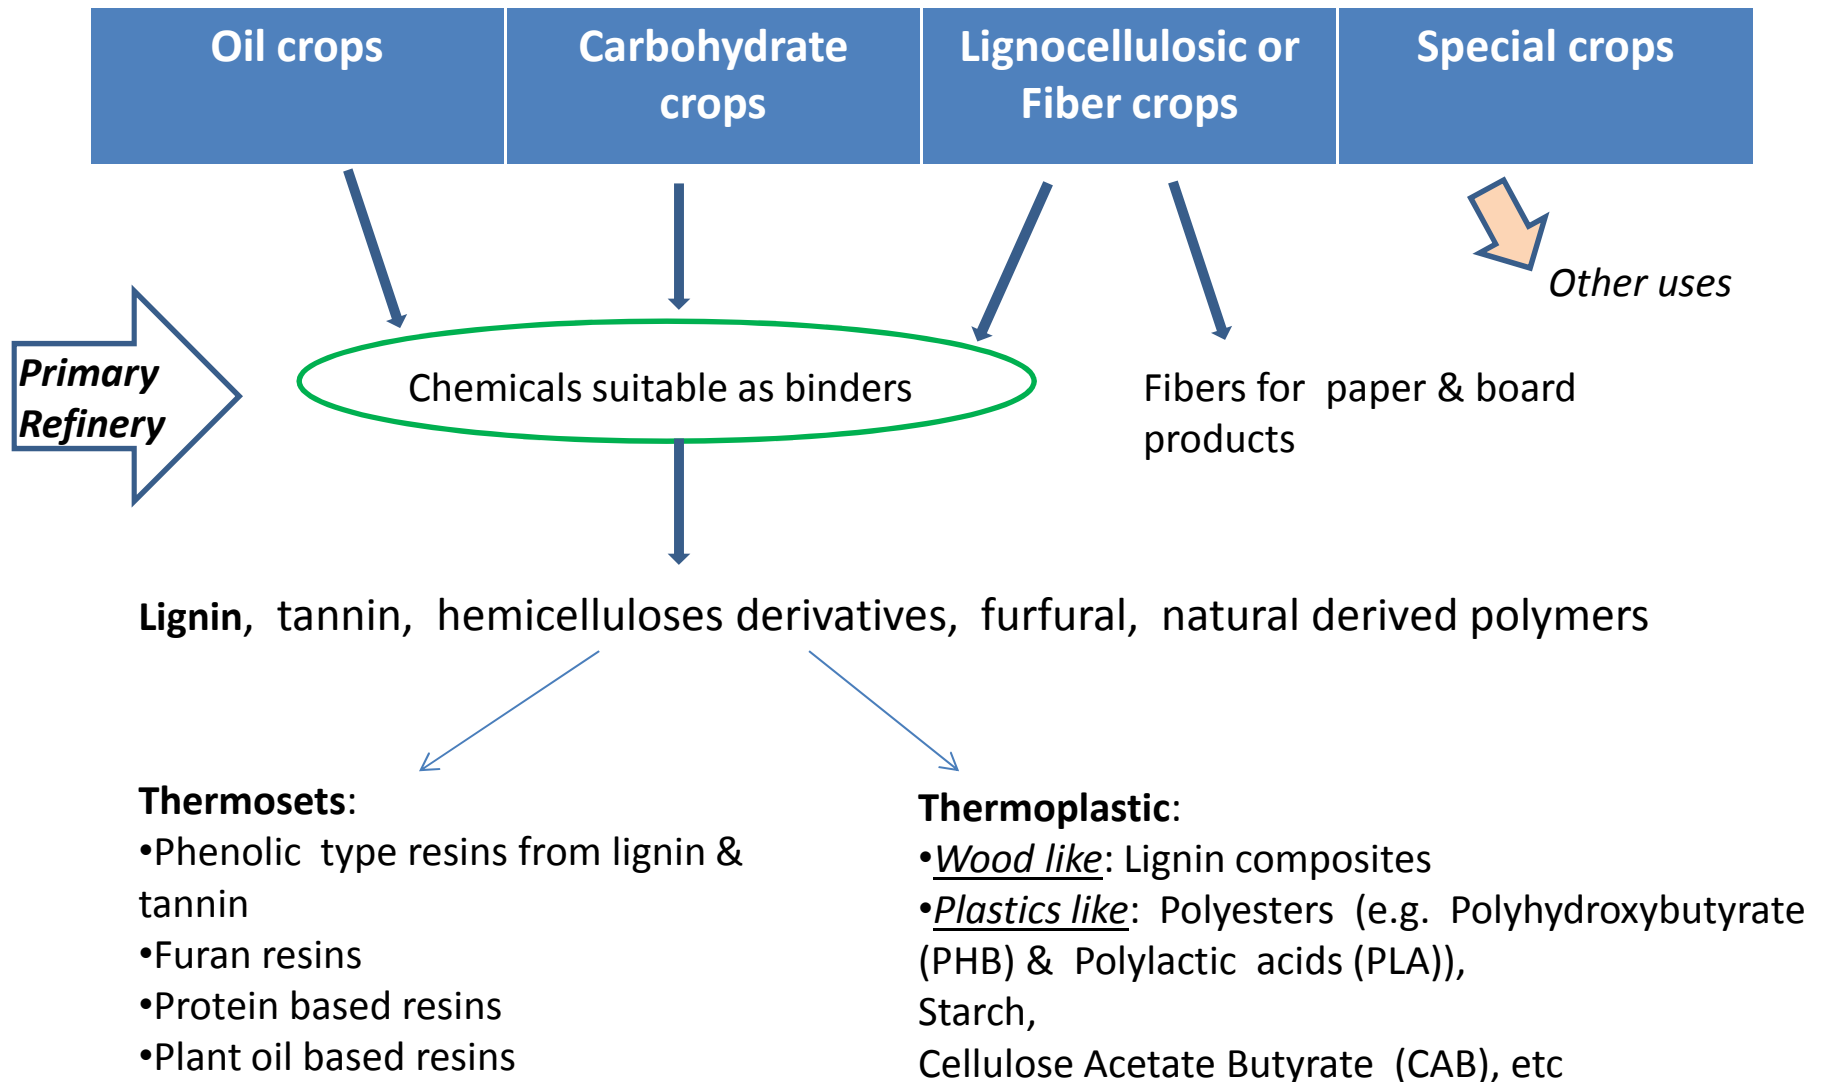 Oil crops
Carbohydrate
crops
Lignocellulosic or
Fiber crops
Special crops
Other uses
Primary
Refinery
Chemicals suitable as binders
Fibers for paper & board
products
Lignin, tannin, hemicelluloses derivatives, furfural, natural derived polymers
Thermosets:
•Phenolic type resins from lignin &
tannin
•Furan resins
•Protein based resins
•Plant oil based resins
Thermoplastic:
•Wood like: Lignin composites
•Plastics like: Polyesters (e.g. Polyhydroxybutyrate
(PHB) & Polylactic acids (PLA)),
Starch,
Cellulose Acetate Butyrate (CAB), etc